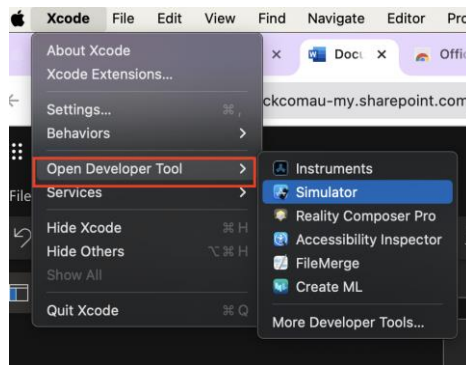 Xcode File Edit View Find Navigate Editor
Docu
ckcomau-my.sharepoint.com
File
About Xcode
Xcode Extensions...
Settings... ⌘ ,
Behaviors
Open Developer Tool
Services
Hide Xcode ⌘ H
Hide Others ⌥ ⌘ H
Show All
Quit Xcode ⌘ Q
Instruments
Simulator
Reality Composer Pro
Accessibility Inspector
FileMerge
Create ML
More Developer Tools...